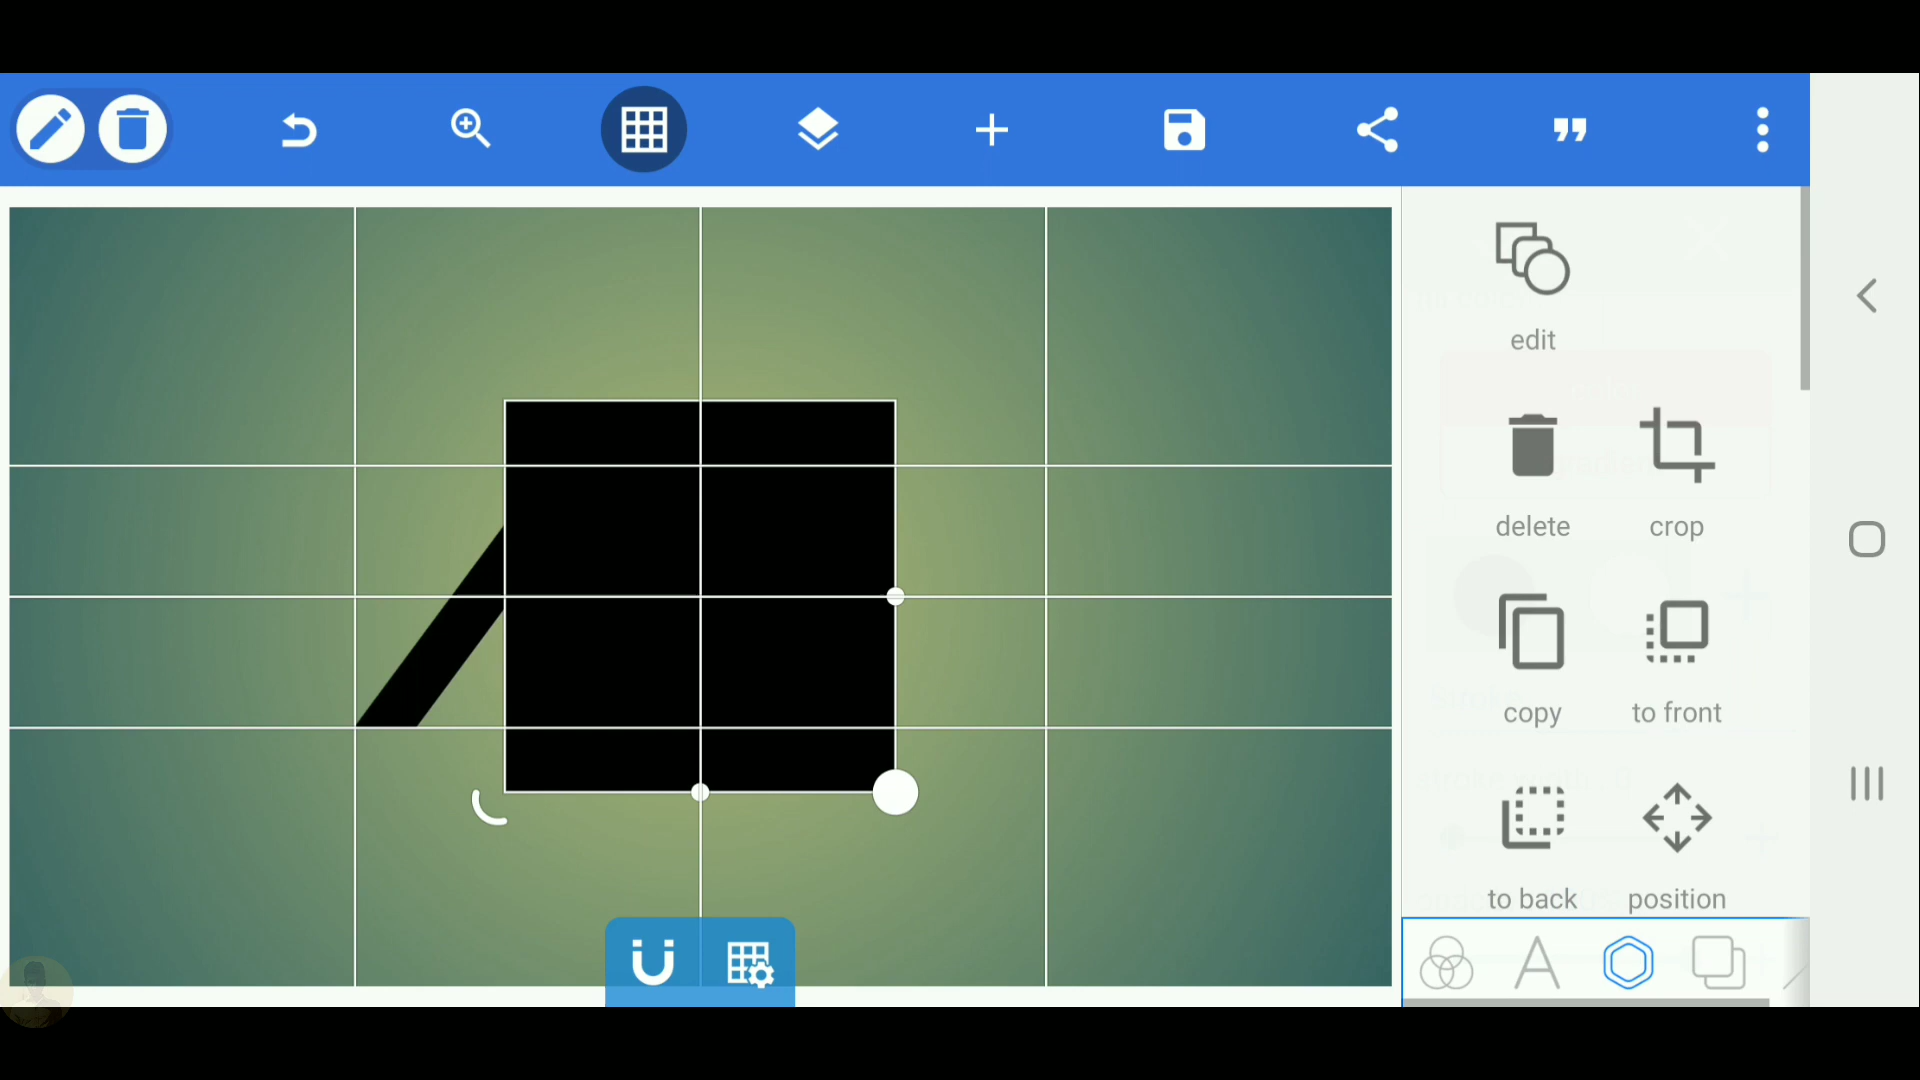 edit
delete
crop
copy
to front
to back
position